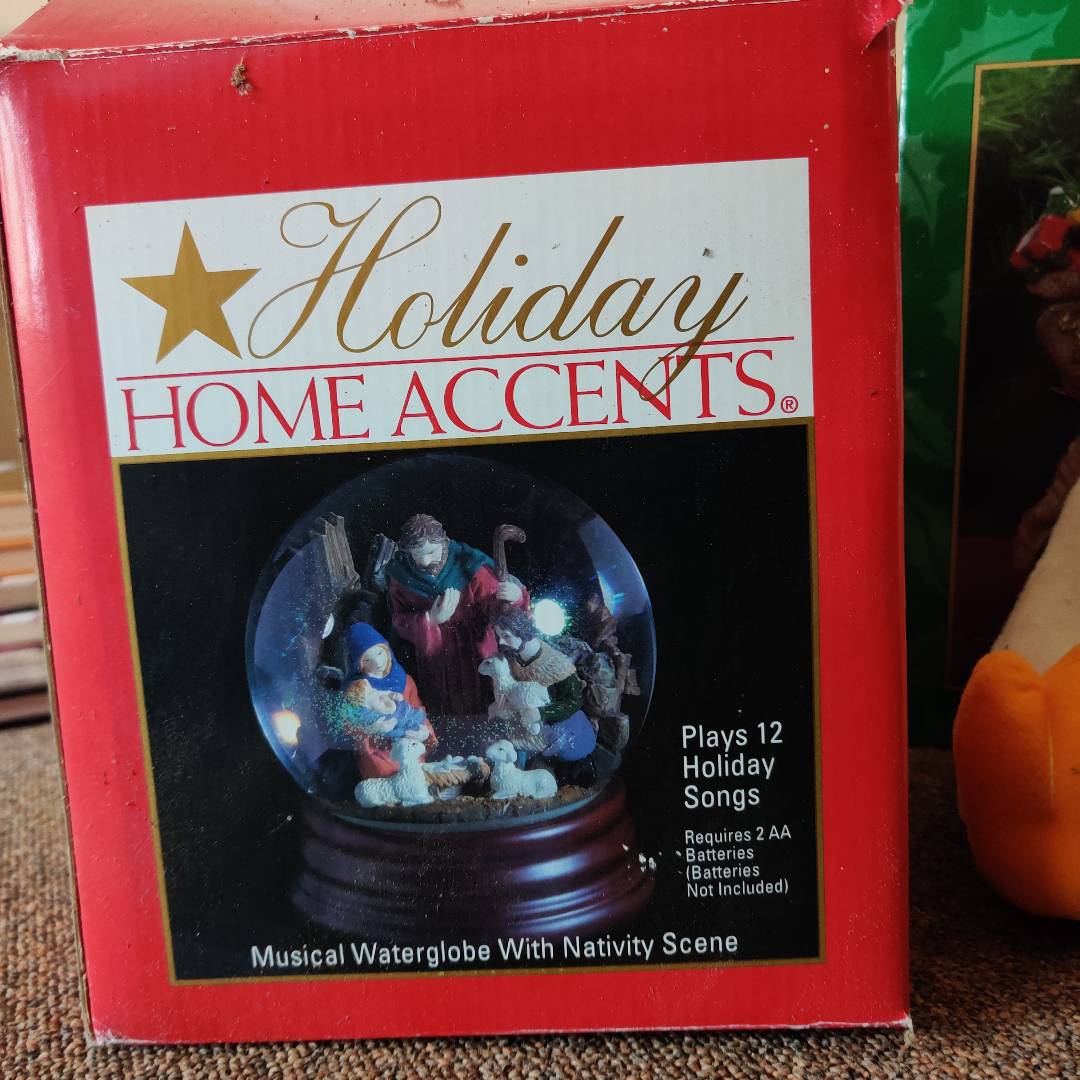 Holiday
HOME ACCENTS®
Plays 12
Holiday
Songs
Requires 2 AA
Batteries
(Batteries
Not Included)
Musical Waterglobe With Nativity Scene